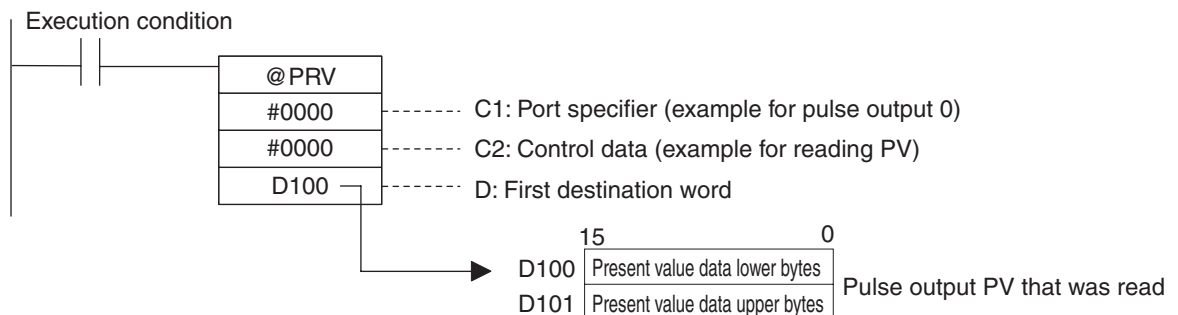 Execution condition
@PRV
#0000
C1: Port specifier (example for pulse output 0)
#0000
C2: Control data (example for reading PV)
D100
D: First destination word
15 0
D100 Present value data lower bytes
D101 Present value data upper bytes
Pulse output PV that was read